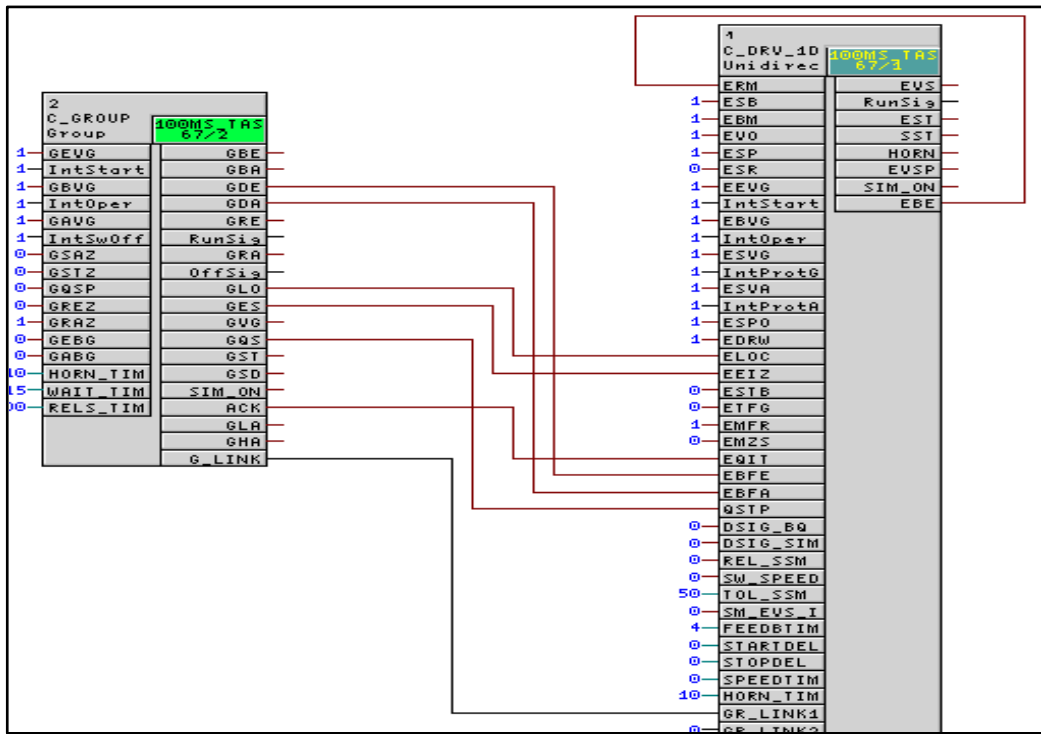 2
C_GROUP
Group
100MS_TAS
67/2
1 GEVG GBE
1 IntStart GBA
1 GBVG GDE
1 IntOper GDA
1 GAVG GRE
1 IntSwOff RunSig
0 GSAZ GRA
0 GSTZ OffSig
0 GQSP GLO
0 GREZ GES
1 GRAZ GVG
0 GEBG GQS
0 GABG GST
10 HORN_TIM GSD
15 WAIT_TIM SIM_ON
RELS_TIM ACK
GLA
GHA
G_LINK
1
C_DRV_1D
Unidirec
100MS_TAS
67/1
ERM EVS
1 ESB RunSig
1 EBM EST
1 EVO SST
1 ESP HORN
0 ESR EVSP
1 EEVG SIM_ON
1 IntStart EBE
1 EBVG
1 IntOper
1 ESVG
1 IntProtG
1 ESVA
1 IntProtA
1 ESPO
1 EDRW
ELOC
EEIZ
0 ESTB
0 ETFG
1 EMFR
0 EMZS
EQIT
EBFE
EBFA
QSTP
0 DSIG_BQ
0 DSIG_SIM
0 REL_SSM
0 SW_SPEED
50 TOL_SSM
0 SM_EVS_I
4 FEEDBTIM
0 STARTDEL
0 STOPDEL
0 SPEEDTIM
10 HORN_TIM
GR_LINK1
0 GR_LINK2